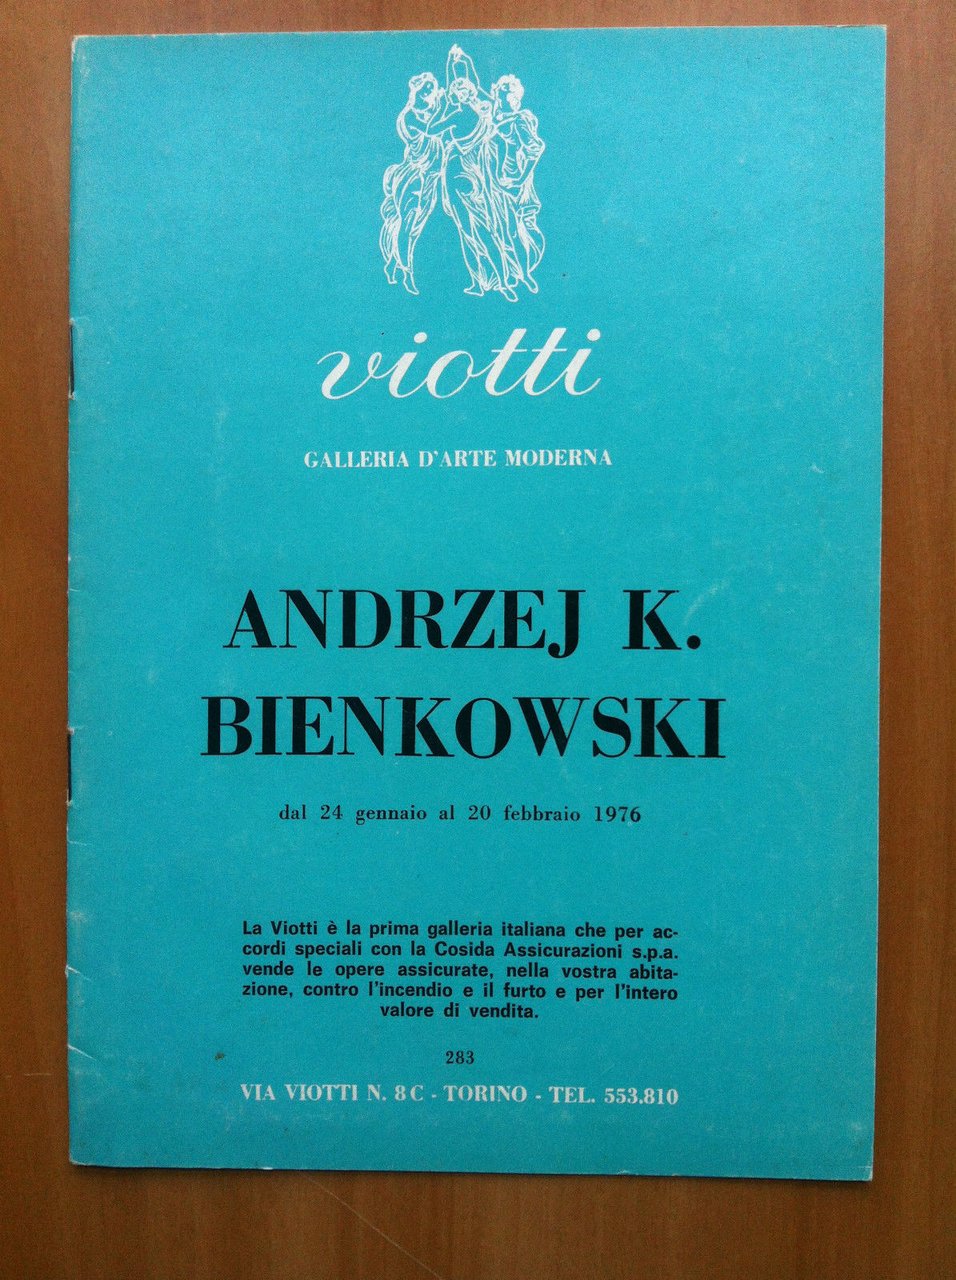 viotti
GALLERIA D'ARTE MODERNA
ANDRZEJ K.
BIENKOWSKI
dal 24 gennaio al 20 febbraio 1976
La Viotti è la prima galleria italiana che per ac-
cordi speciali con la Cosida Assicurazioni s.p.a.
vende le opere assicurate, nella vostra abita-
zione, contro l'incendio e il furto e per l'intero
valore di vendita.
283
VIA VIOTTI N. 8 C - TORINO - TEL. 553.810